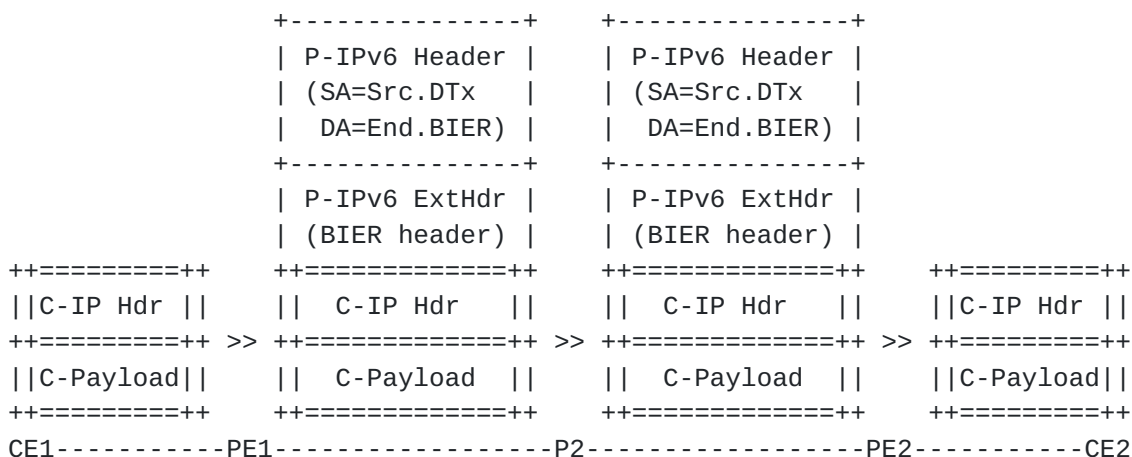 +---------------+    +---------------+
                 | P-IPv6 Header |    | P-IPv6 Header |
                 | (SA=Src.DTx   |    | (SA=Src.DTx   |
                 |  DA=End.BIER) |    |  DA=End.BIER) |
                 +---------------+    +---------------+
                 | P-IPv6 ExtHdr |    | P-IPv6 ExtHdr |
                 | (BIER header) |    | (BIER header) |
++=========++    ++=============++    ++=============++    ++=========++
||C-IP Hdr ||    ||  C-IP Hdr   ||    ||  C-IP Hdr   ||    ||C-IP Hdr ||
++=========++ >> ++=============++ >> ++=============++ >> ++=========++
||C-Payload||    ||  C-Payload  ||    ||  C-Payload  ||    ||C-Payload||
++=========++    ++=============++    ++=============++    ++=========++
CE1-----------PE1-------------------P2-----------------PE2-----------CE2